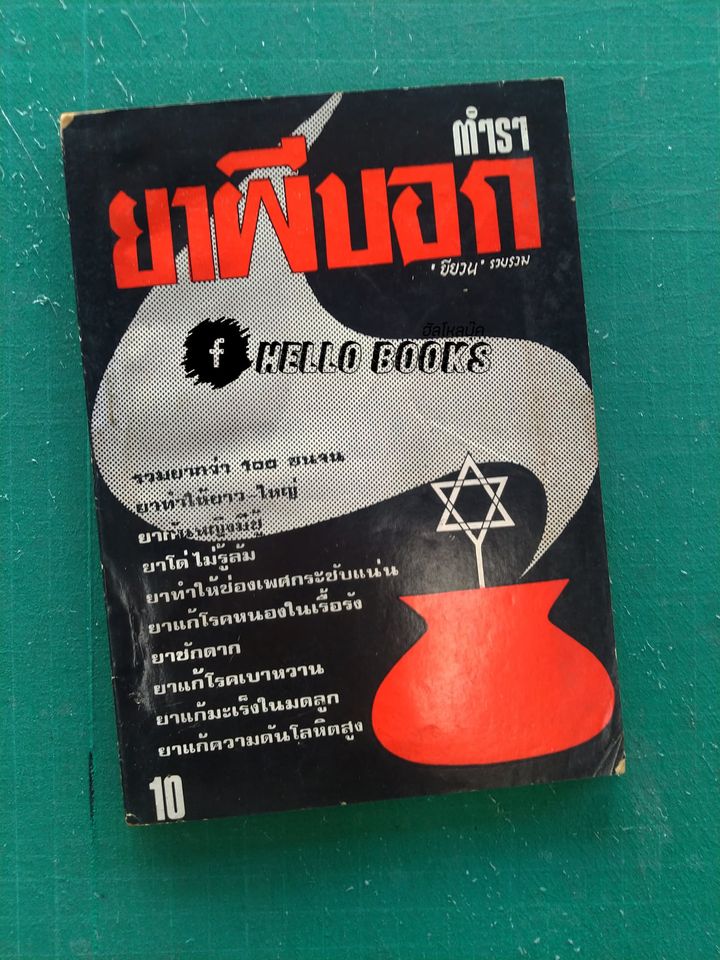 ตำรา
ยาผีบอก
"ยียวน" รวบรวม
ฮัลโหลบุ๊ค
f HELLO BOOKS
รวมยากว่า ๑๐๐ ขนาน
ยาทำให้ยาว-ใหญ่
ยาโด่ไม่รู้ล้ม
ยาทำให้ช่องเพศกระชับแน่น
ยาแก้โรคหนองในเรื้อรัง
ยาชักดาก
ยาแก้โรคเบาหวาน
ยาแก้มะเร็งในมดลูก
ยาแก้ความดันโลหิตสูง
10